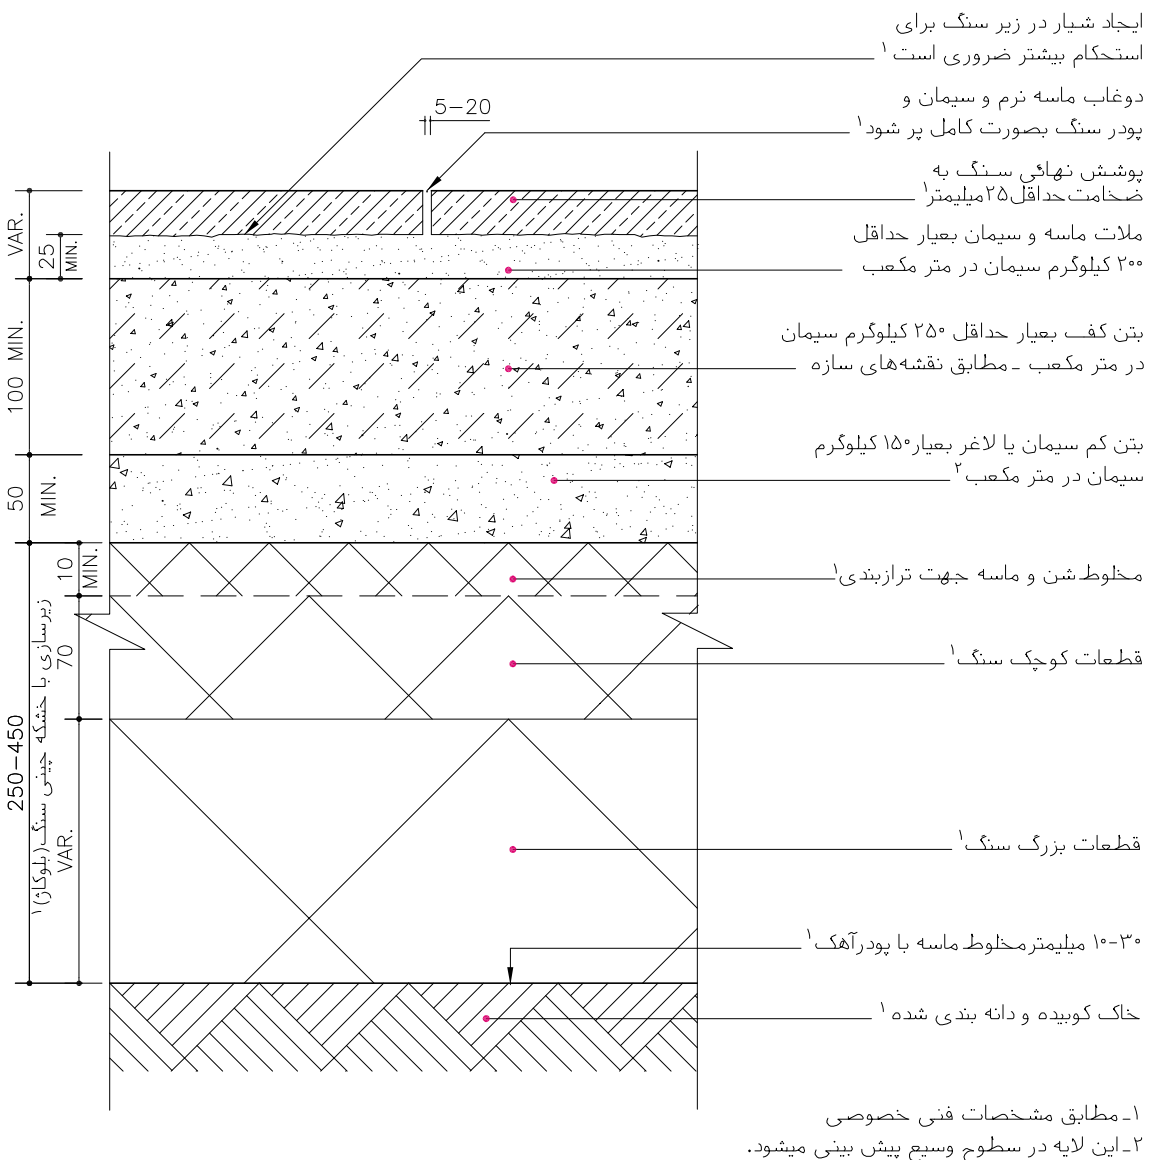 ایجاد شیار در زیر سنگ برای
استحکام بیشتر ضروری است ۱
5-20
دوغاب ماسه نرم و سیمان و
پودر سنگ بصورت کامل پر شود ۱
پوشش نهائی سنگ به
ضخامت حداقل ۲۵ میلیمتر ۱
ملات ماسه و سیمان بعیار حداقل
۲۰۰ کیلوگرم سیمان در متر مکعب
بتن کف بعیار حداقل ۲۵۰ کیلوگرم سیمان
در متر مکعب - مطابق نقشه‌های سازه
بتن کم سیمان یا لاغر بعیار ۱۵۰ کیلوگرم
سیمان در متر مکعب ۲
مخلوط شن و ماسه جهت ترازبندی ۱
قطعات کوچک سنگ ۱
قطعات بزرگ سنگ ۱
۱۰-۳۰ میلیمتر مخلوط ماسه با پودرآهک ۱
خاک کوبیده و دانه بندی شده ۱
VAR.
25
MIN.
100 MIN.
50
MIN.
10
MIN.
70
VAR.
250-450
زیرسازی با خشکه چینی سنگ (بلوکاژ) ۱
۱- مطابق مشخصات فنی خصوصی
۲- این لایه در سطوح وسیع پیش بینی میشود.